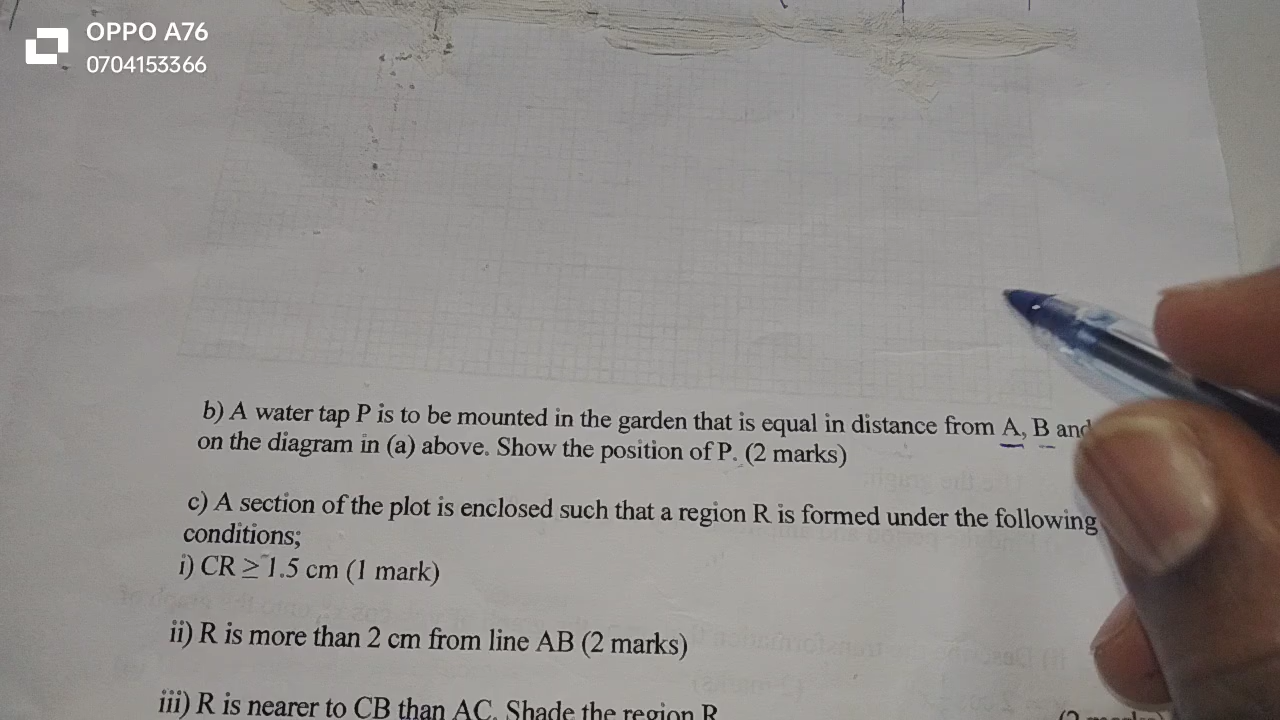 OPPO A76
0704153366
b) A water tap P is to be mounted in the garden that is equal in distance from A, B and
on the diagram in (a) above. Show the position of P. (2 marks)
c) A section of the plot is enclosed such that a region R is formed under the following
conditions;
i) CR ≥ 1.5 cm (1 mark)
ii) R is more than 2 cm from line AB (2 marks)
iii) R is nearer to CB than AC. Shade the region R